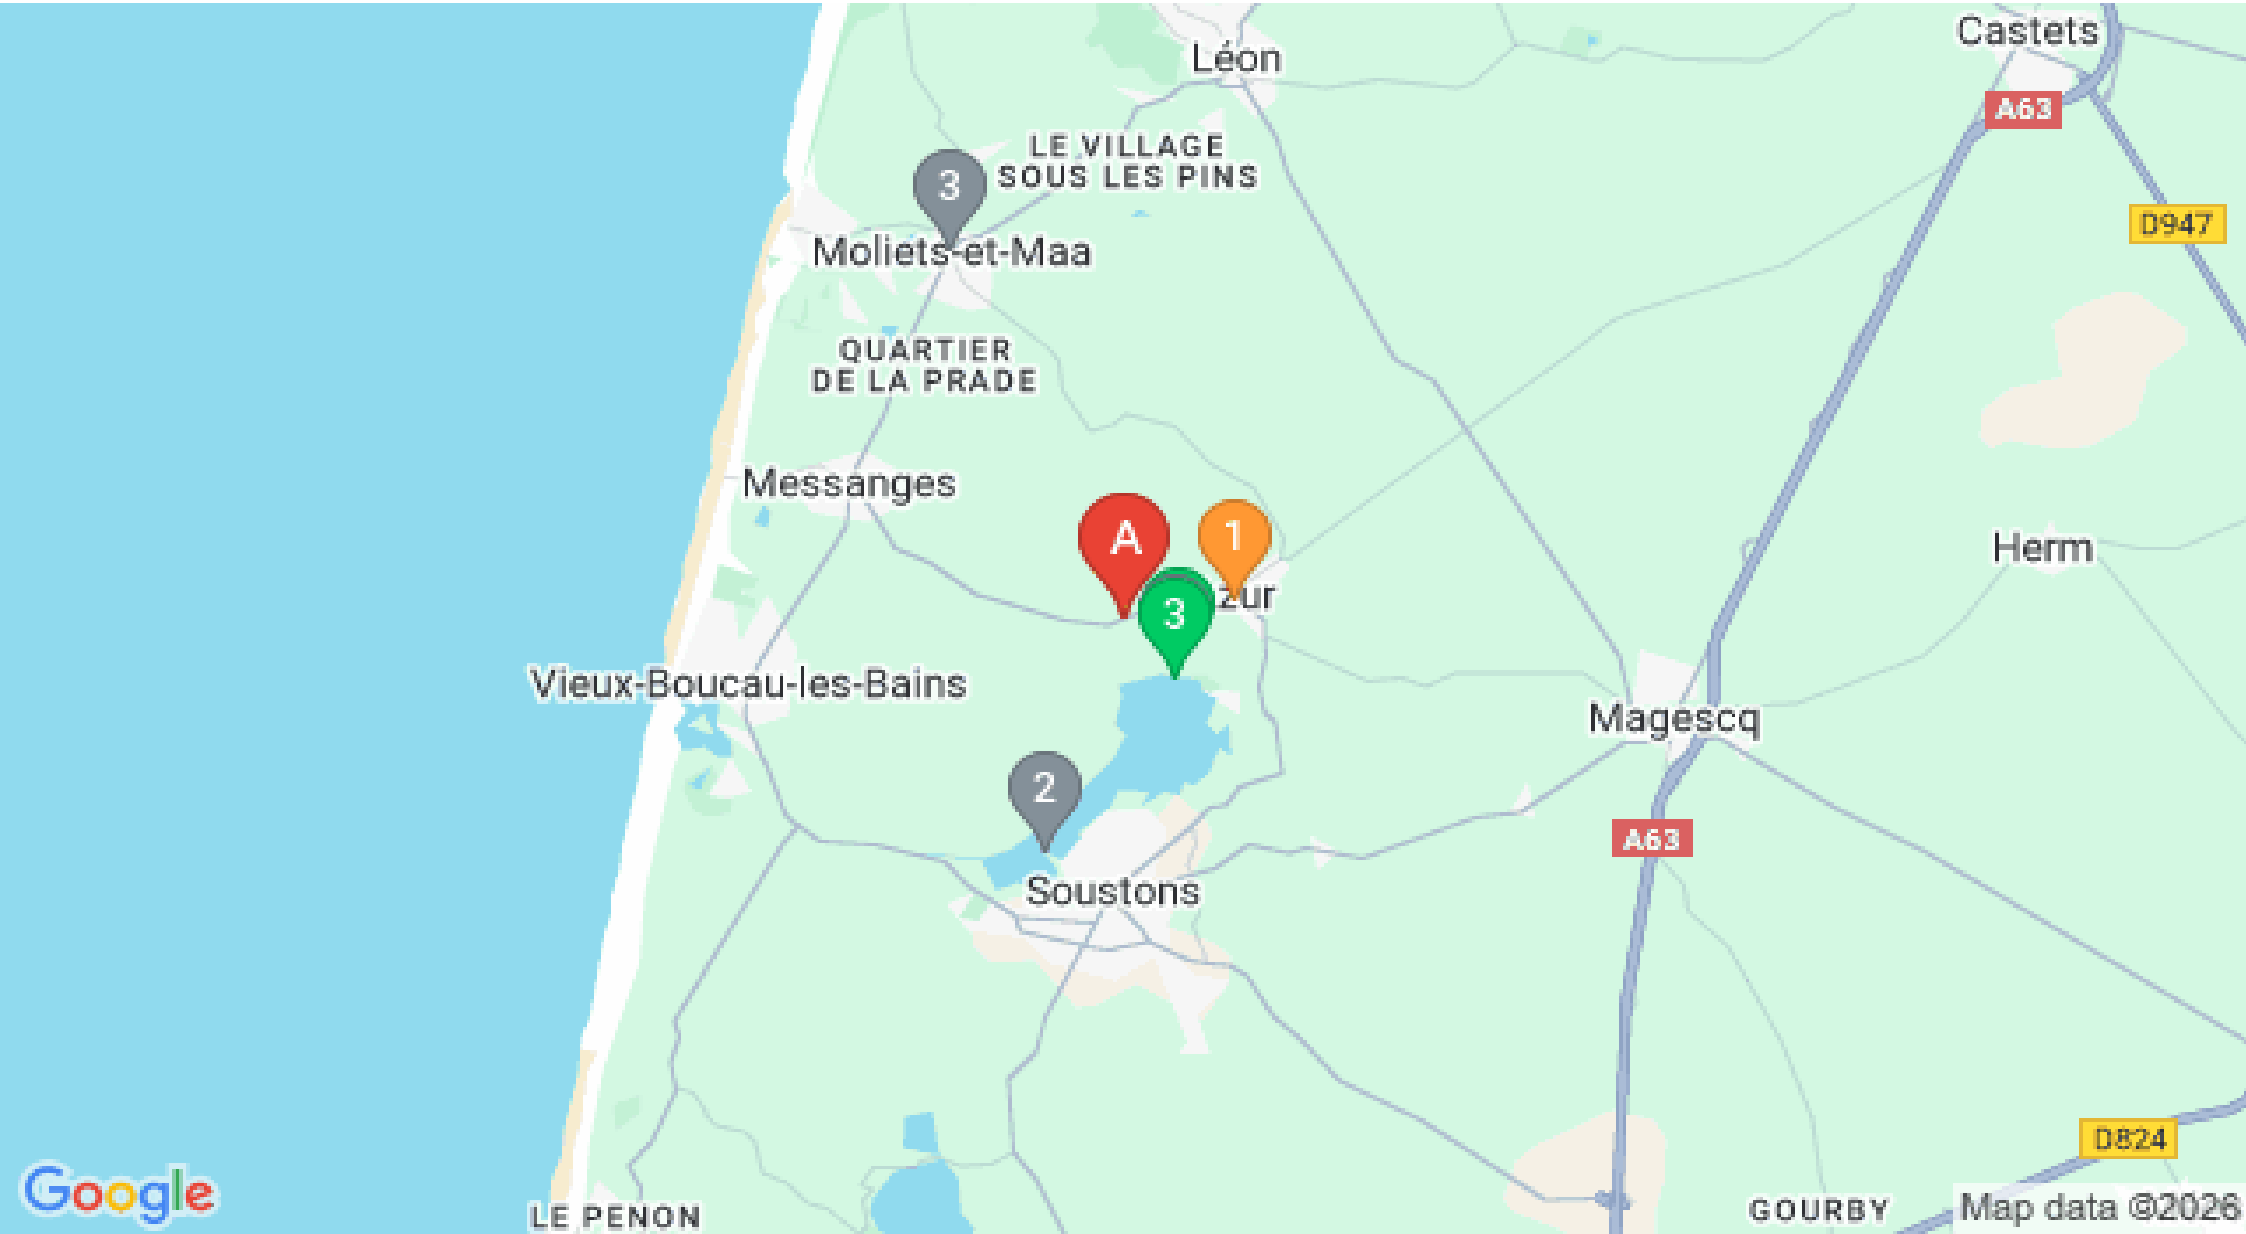 Castets
Léon
A63
LE VILLAGE
SOUS LES PINS
3
D947
Moliets-et-Maa
QUARTIER
DE LA PRADE
Messanges
A
1
Herm
zur
3
Vieux-Boucau-les-Bains
Magescq
2
A63
Soustons
D824
Google
LE PENON
GOURBY
Map data ©2026